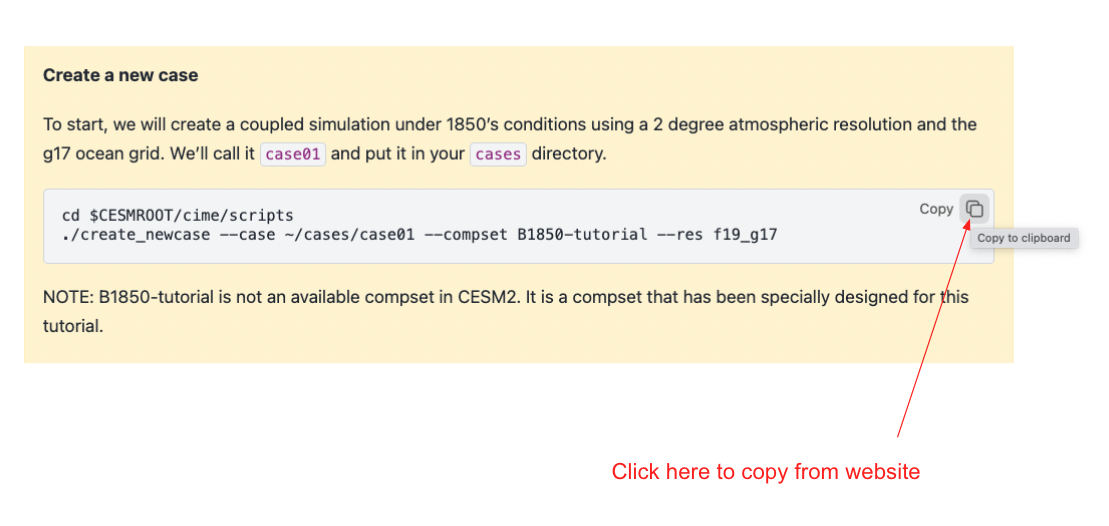 Create a new case
To start, we will create a coupled simulation under 1850’s conditions using a 2 degree atmospheric resolution and the
g17 ocean grid. We’ll call it case01 and put it in your cases directory.
Copy
cd $CESMROOT/cime/scripts
./create_newcase --case ~/cases/case01 --compset B1850-tutorial --res f19_g17
Copy to clipboard
NOTE: B1850-tutorial is not an available compset in CESM2. It is a compset that has been specially designed for this
tutorial.
Click here to copy from website